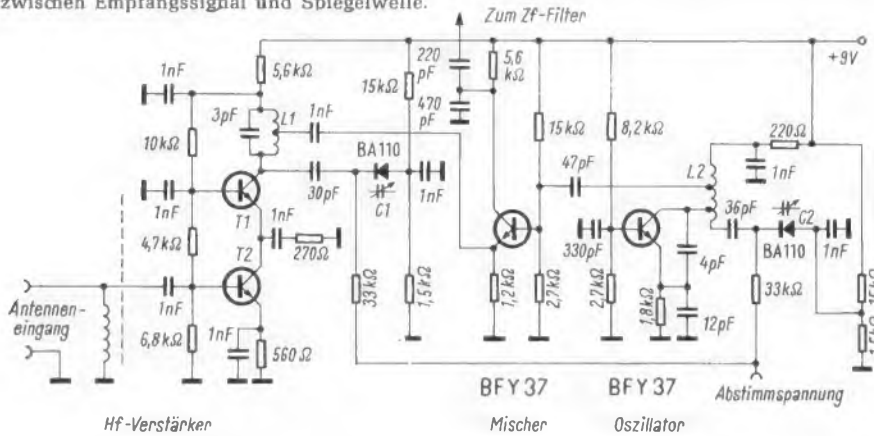 zwischen Empfangssignal und Spiegelwelle.
Zum Zf-Filter
+9V
1nF
5,6kΩ
3pF
L1
1nF
10kΩ
15kΩ
220 pF
470 pF
5,6 kΩ
15kΩ
8,2kΩ
220Ω
L2
1nF
47pF
BA110
30pF
C1
1nF
1nF
T1
1nF
270Ω
4,7kΩ
T2
330pF
36pF
C2
BA110
1nF
4pF
33kΩ
1,5kΩ
1,2kΩ
2,7kΩ
2,7kΩ
1,8kΩ
12pF
33kΩ
15kΩ
1,5kΩ
Antennen-
eingang
1nF
6,8kΩ
1nF
560Ω
BFY 37
BFY 37
Abstimmspannung
Hf-Verstärker
Mischer
Oszillator